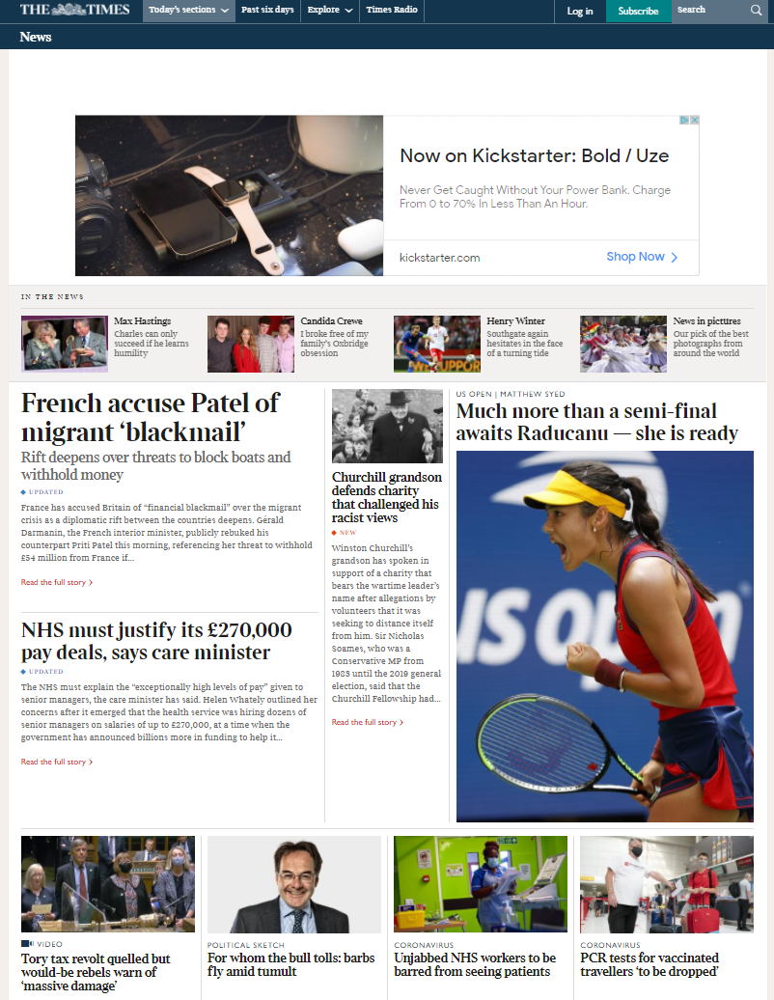 THE TIMES
Today's sections
Past six days
Explore
Times Radio
Log in
Subscribe
Search
News
Now on Kickstarter: Bold / Uze
Never Get Caught Without Your Power Bank. Charge
From 0 to 70% In Less Than An Hour.
kickstarter.com
Shop Now
IN THE NEWS
Max Hastings
Charles can only
succeed if he learns
humility
Candida Crewe
I broke free of my
family's Oxbridge
obsession
Henry Winter
Southgate again
hesitates in the face
of a turning tide
News in pictures
Our pick of the best
photographs from
around the world
French accuse Patel of
migrant 'blackmail'
Rift deepens over threats to block boats and
withhold money
UPDATED
France has accused Britain of "financial blackmail" over the migrant
crisis as a diplomatic rift between the countries deepens. Gérald
Darmanin, the French interior minister, publicly rebuked his
counterpart Priti Patel this morning, referencing her threat to withhold
£54 million from France if...
Read the full story
NHS must justify its £270,000
pay deals, says care minister
UPDATED
The NHS must explain the "exceptionally high levels of pay" given to
senior managers, the care minister has said. Helen Whately outlined her
concerns after it emerged that the health service was hiring dozens of
senior managers on salaries of up to £270,000, at a time when the
government has announced billions more in funding to help it...
Read the full story
Churchill grandson
defends charity
that challenged his
racist views
NEW
Winston Churchill's
grandson has spoken in
support of a charity that
bears the wartime leader's
name after allegations by
volunteers that it was
seeking to distance itself
from him. Sir Nicholas
Soames, who was a
Conservative MP from
1983 until the 2019 general
election, said that the
Churchill Fellowship had...
Read the full story
US OPEN | MATTHEW SYED
Much more than a semi-final
awaits Raducanu — she is ready
US OPEN
VIDEO
Tory tax revolt quelled but
would-be rebels warn of
'massive damage'
POLITICAL SKETCH
For whom the bull tolls: barbs
fly amid tumult
CORONAVIRUS
Unjabbed NHS workers to be
barred from seeing patients
CORONAVIRUS
PCR tests for vaccinated
travellers 'to be dropped'